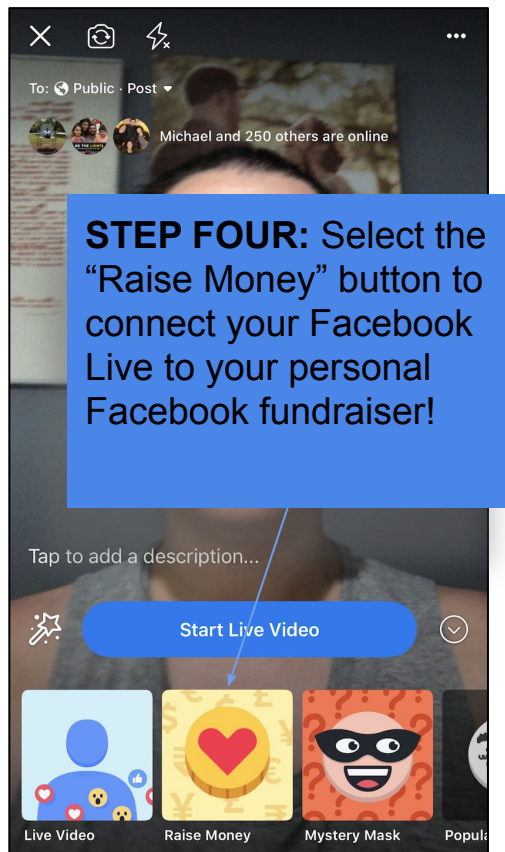 To: Public · Post
Michael and 250 others are online
STEP FOUR: Select the
“Raise Money” button to
connect your Facebook
Live to your personal
Facebook fundraiser!
Tap to add a description...
Start Live Video
Live Video
Raise Money
Mystery Mask
Popula